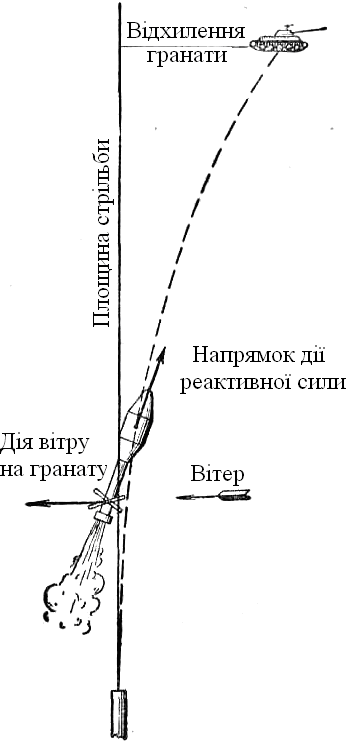 Відхилення
гранати
Площина стрільби
Напрямок дії
реактивної сили
Дія вітру
на гранату
Вітер